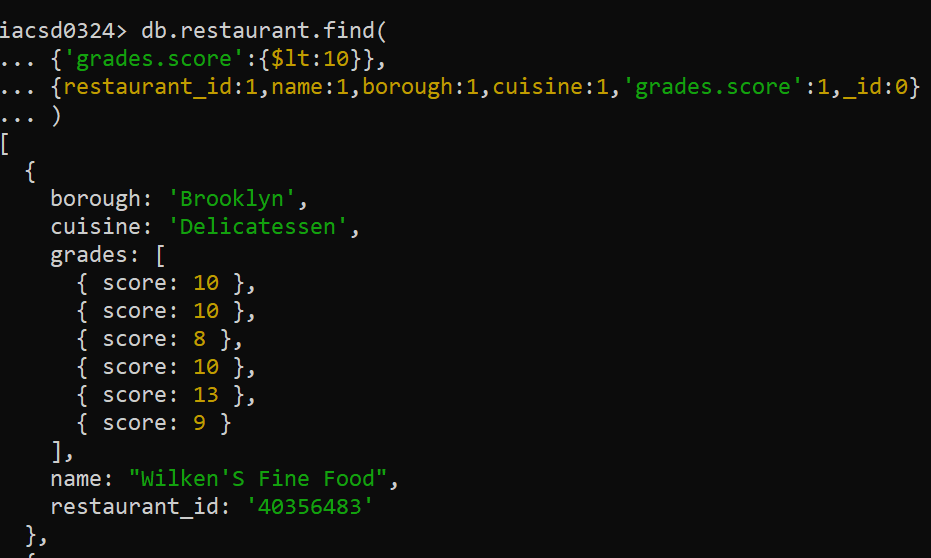 iacsd0324> db.restaurant.find(
... {'grades.score':{$lt:10}},
... {restaurant_id:1,name:1,borough:1,cuisine:1,'grades.score':1,_id:0}
... )
[
  {
    borough: 'Brooklyn',
    cuisine: 'Delicatessen',
    grades: [
      { score: 10 },
      { score: 10 },
      { score: 8 },
      { score: 10 },
      { score: 13 },
      { score: 9 }
    ],
    name: "Wilken'S Fine Food",
    restaurant_id: '40356483'
  },